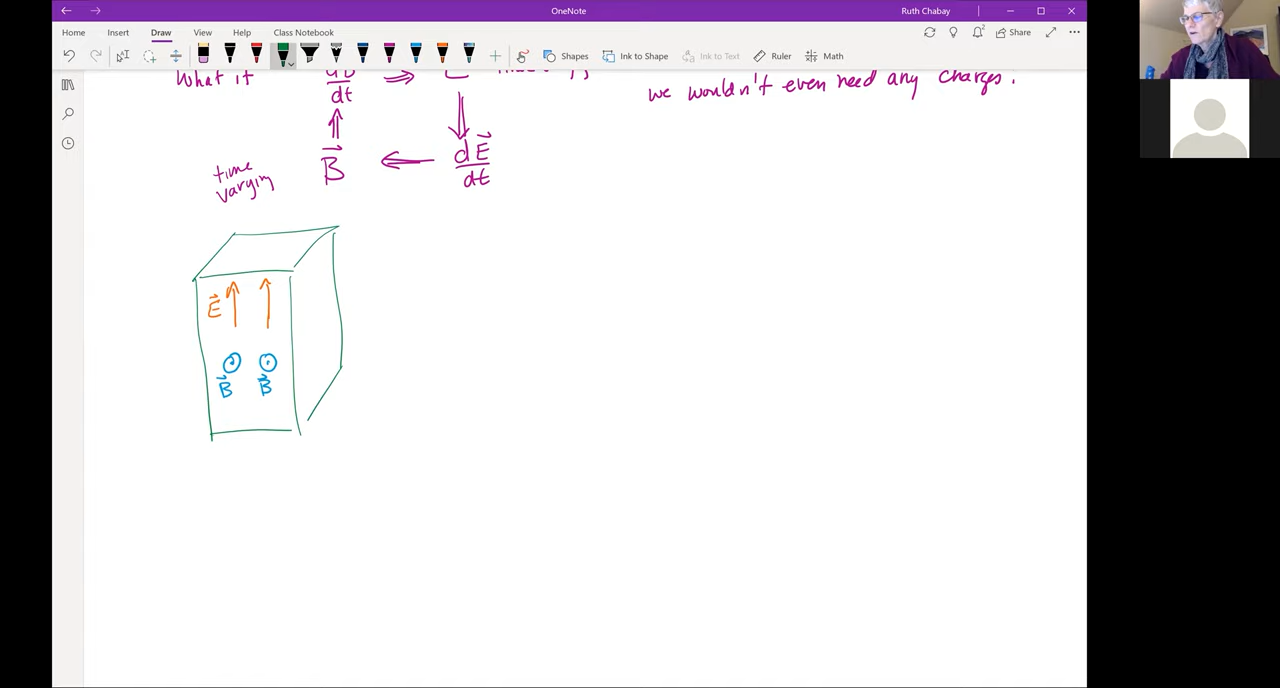 OneNote
Ruth Chabay
Home Insert Draw View Help Class Notebook
Share
Shapes Ink to Shape Ink to Text Ruler Math
What if
dt
we wouldn't even need any charges.
dE
dt
B
time
varying
E
B B